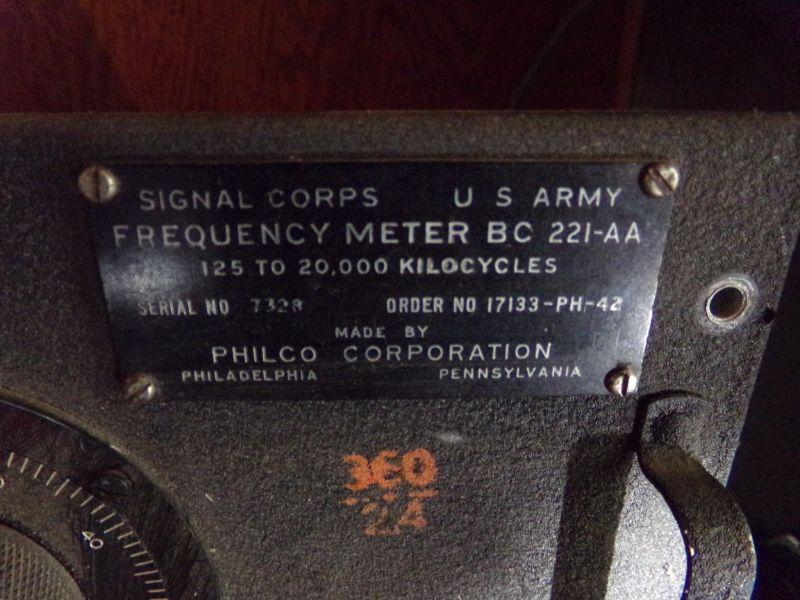 SIGNAL CORPS U S ARMY
FREQUENCY METER BC 221-AA
125 TO 20,000 KILOCYCLES
SERIAL NO 7328 ORDER NO 17133-PH-42
MADE BY
PHILCO CORPORATION
PHILADELPHIA PENNSYLVANIA
360
24
40